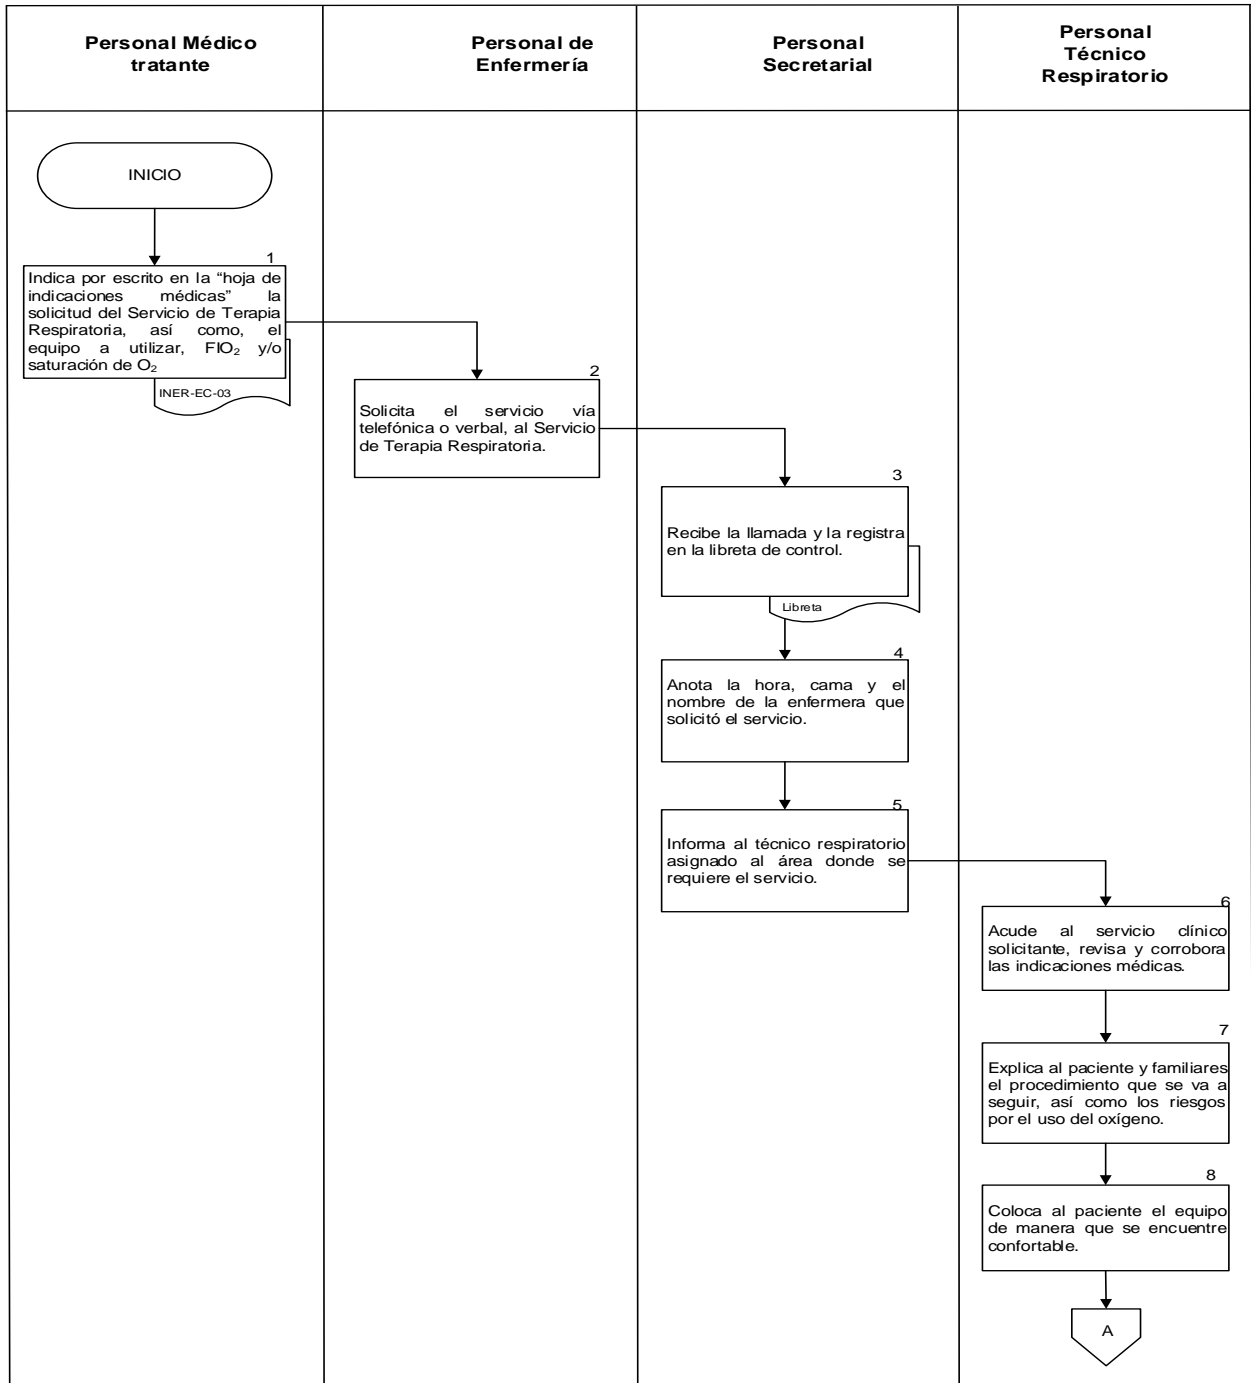 Personal Médico
tratante
Personal de
Enfermería
Personal
Secretarial
Personal
Técnico
Respiratorio
INICIO
1
Indica por escrito en la “hoja de
indicaciones médicas” la
solicitud del Servicio de Terapia
Respiratoria, así como, el
equipo a utilizar, FIO₂ y/o
saturación de O₂
INER-EC-03
2
Solicita el servicio vía
telefónica o verbal, al Servicio
de Terapia Respiratoria.
3
Recibe la llamada y la registra
en la libreta de control.
Libreta
4
Anota la hora, cama y el
nombre de la enfermera que
solicitó el servicio.
5
Informa al técnico respiratorio
asignado al área donde se
requiere el servicio.
6
Acude al servicio clínico
solicitante, revisa y corrobora
las indicaciones médicas.
7
Explica al paciente y familiares
el procedimiento que se va a
seguir, así como los riesgos
por el uso del oxígeno.
8
Coloca al paciente el equipo
de manera que se encuentre
confortable.
A